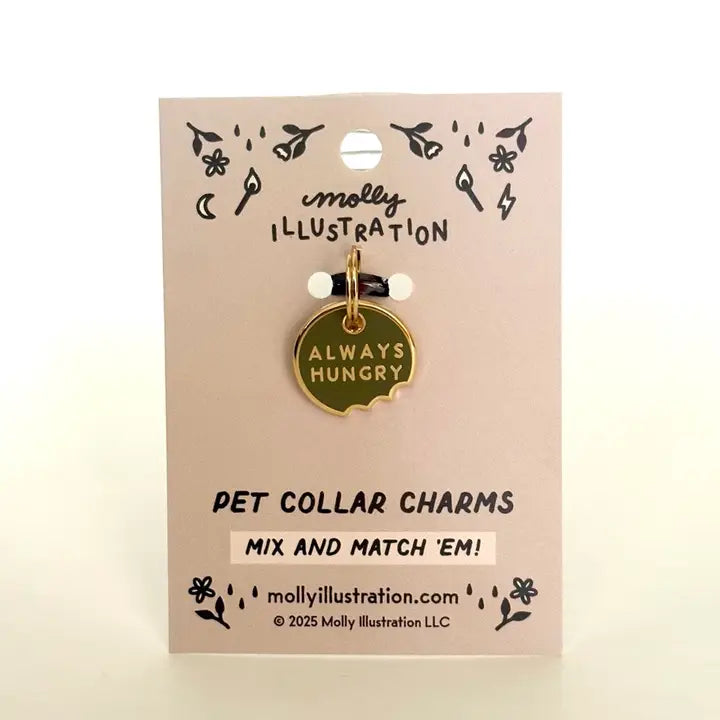 molly
ILLUSTRATION
ALWAYS
HUNGRY
PET COLLAR CHARMS
MIX AND MATCH 'EM!
mollyillustration.com
© 2025 Molly Illustration LLC